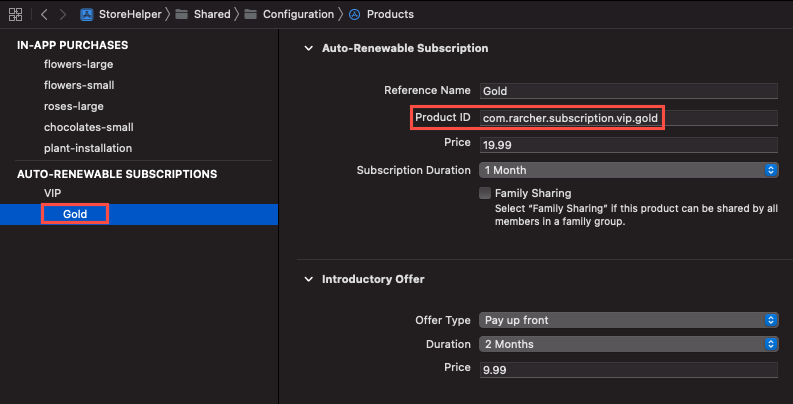 StoreHelper Shared Configuration Products
IN-APP PURCHASES
flowers-large
flowers-small
roses-large
chocolates-small
plant-installation
AUTO-RENEWABLE SUBSCRIPTIONS
VIP
Gold
Auto-Renewable Subscription
Reference Name Gold
Product ID com.rarcher.subscription.vip.gold
Price 19.99
Subscription Duration 1 Month
Family Sharing
Select “Family Sharing” if this product can be shared by all
members in a family group.
Introductory Offer
Offer Type Pay up front
Duration 2 Months
Price 9.99